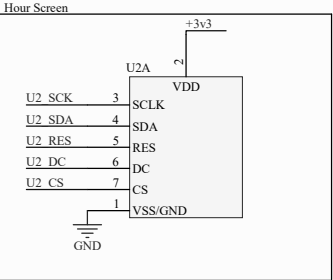 Hour Screen
+3v3
2
U2A
VDD
U2_SCK 3 SCLK
U2_SDA 4 SDA
U2_RES 5 RES
U2_DC 6 DC
U2_CS 7 CS
1 VSS/GND
GND